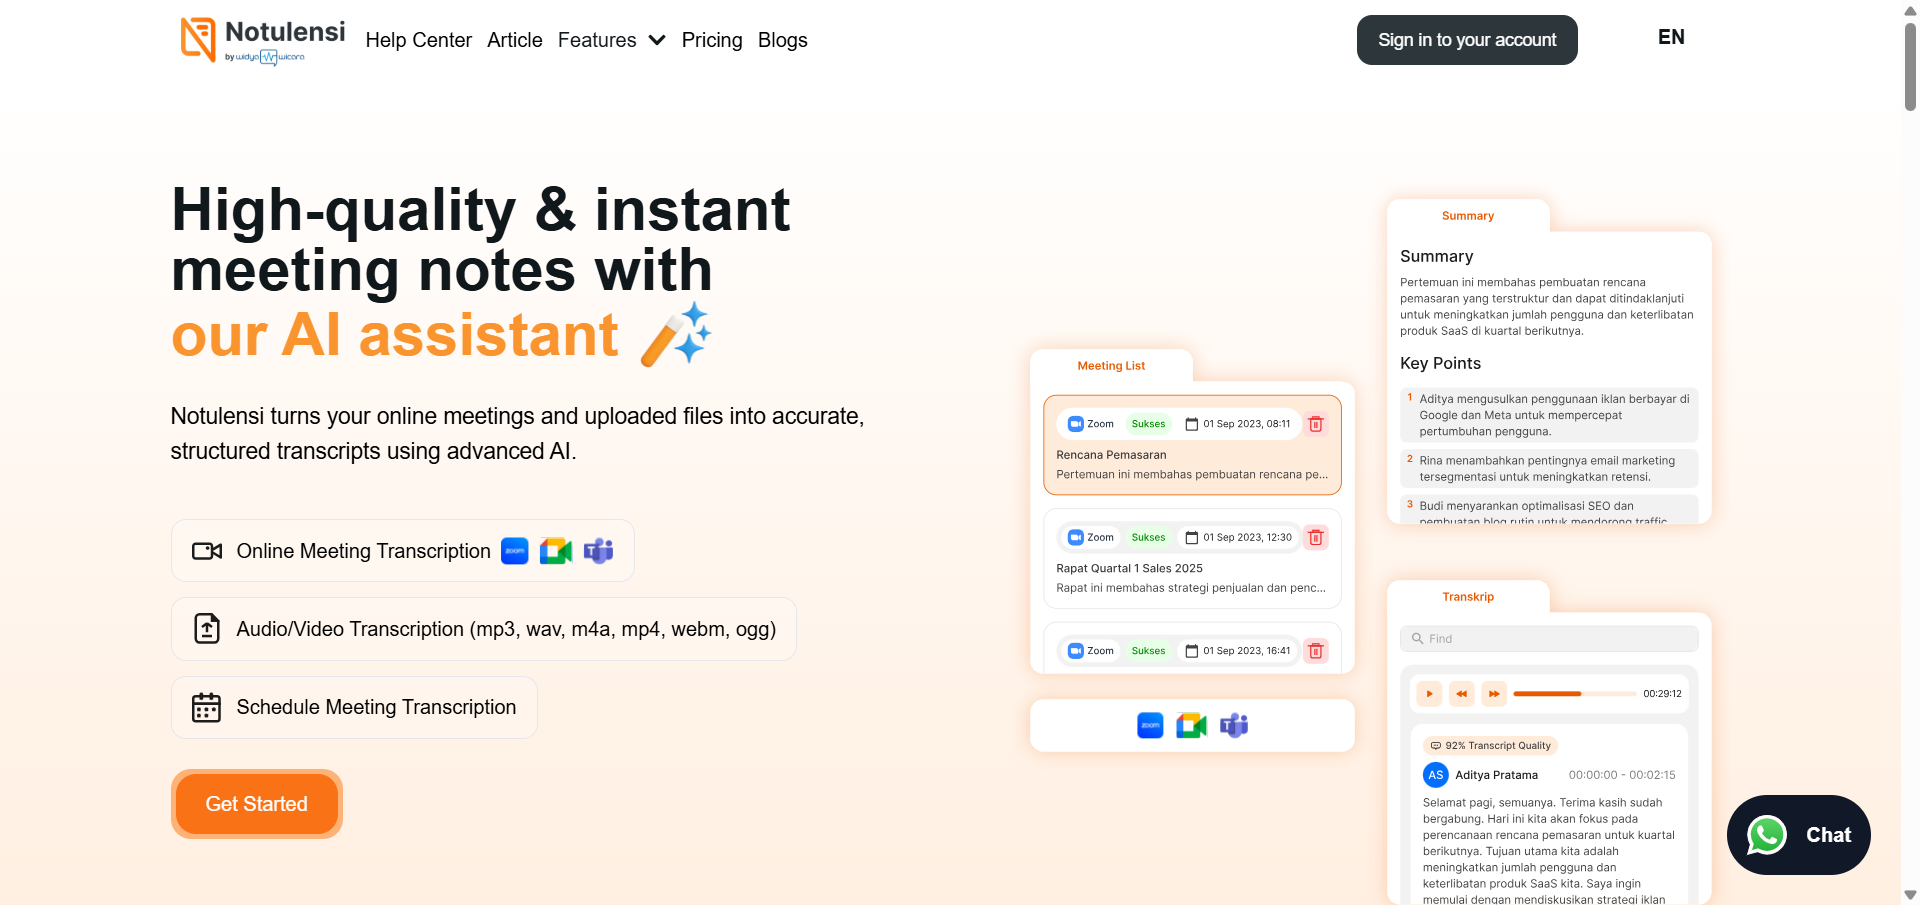 Notulensi
by widya wicara
Help Center
Article
Features
Pricing
Blogs
Sign in to your account
EN
High-quality & instant
meeting notes with
our AI assistant
Notulensi turns your online meetings and uploaded files into accurate,
structured transcripts using advanced AI.
Online Meeting Transcription
zoom
T
Audio/Video Transcription (mp3, wav, m4a, mp4, webm, ogg)
Schedule Meeting Transcription
Get Started
Meeting List
Zoom
Sukses
01 Sep 2023, 08:11
Rencana Pemasaran
Pertemuan ini membahas pembuatan rencana pe...
Zoom
Sukses
01 Sep 2023, 12:30
Rapat Quartal 1 Sales 2025
Rapat ini membahas strategi penjualan dan penc...
Zoom
Sukses
01 Sep 2023, 16:41
zoom
T
Summary
Summary
Pertemuan ini membahas pembuatan rencana
pemasaran yang terstruktur dan dapat ditindaklanjuti
untuk meningkatkan jumlah pengguna dan keterlibatan
produk SaaS di kuartal berikutnya.
Key Points
1 Aditya mengusulkan penggunaan iklan berbayar di
Google dan Meta untuk mempercepat
pertumbuhan pengguna.
2 Rina menambahkan pentingnya email marketing
tersegmentasi untuk meningkatkan retensi.
3 Budi menyarankan optimalisasi SEO dan
pembuatan blog rutin untuk mendorong traffic
Transkrip
Find
00:29:12
92% Transcript Quality
AS
Aditya Pratama
00:00:00 - 00:02:15
Selamat pagi, semuanya. Terima kasih sudah
bergabung. Hari ini kita akan fokus pada
perencanaan rencana pemasaran untuk kuartal
berikutnya. Tujuan utama kita adalah
meningkatkan jumlah pengguna dan
keterlibatan produk SaaS kita. Saya ingin
memulai dengan mendiskusikan strategi iklan
Chat